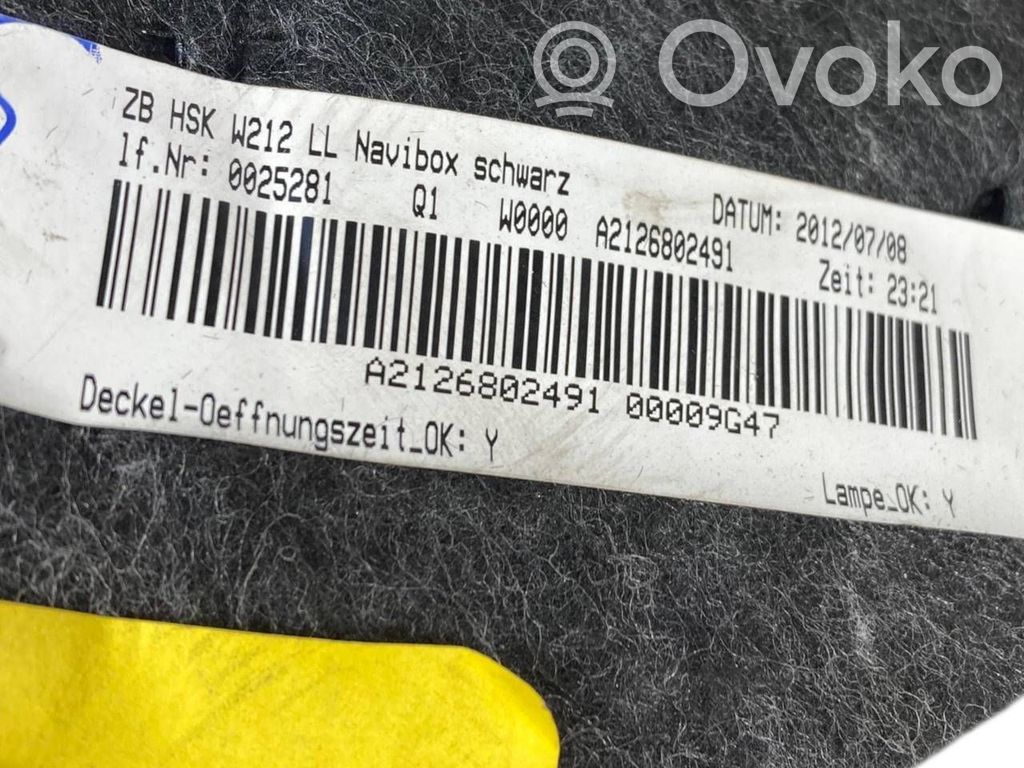 Ovoko
ZB HSK W212 LL Navibox schwarz
lf.Nr: 0025281 Q1 W0000 A2126802491
DATUM: 2012/07/08
Zeit: 23:21
A2126802491 00009G47
Deckel-Oeffnungszeit_OK: Y
Lampe_OK: Y